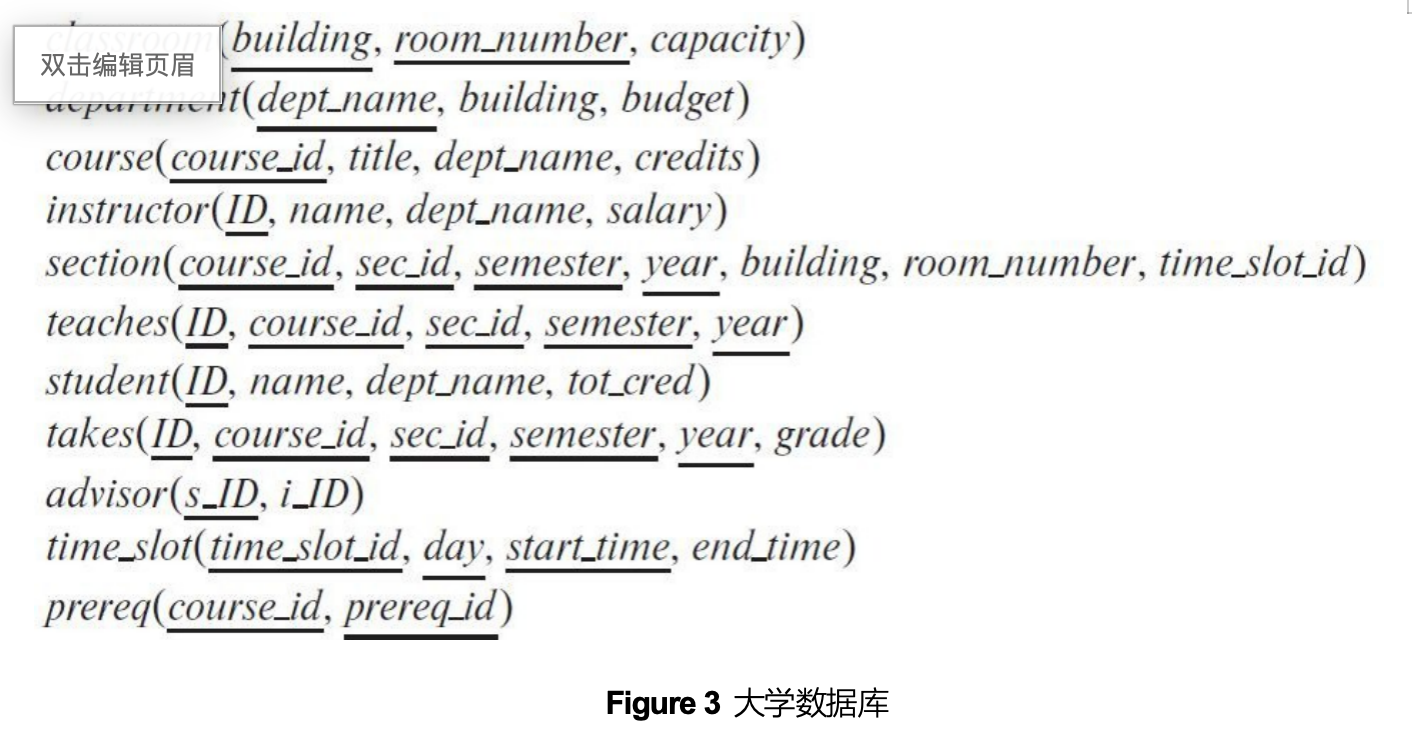 classroom(building, room_number, capacity)
双击编辑页眉
department(dept_name, building, budget)
course(course_id, title, dept_name, credits)
instructor(ID, name, dept_name, salary)
section(course_id, sec_id, semester, year, building, room_number, time_slot_id)
teaches(ID, course_id, sec_id, semester, year)
student(ID, name, dept_name, tot_cred)
takes(ID, course_id, sec_id, semester, year, grade)
advisor(s_ID, i_ID)
time_slot(time_slot_id, day, start_time, end_time)
prereq(course_id, prereq_id)
Figure 3 大学数据库